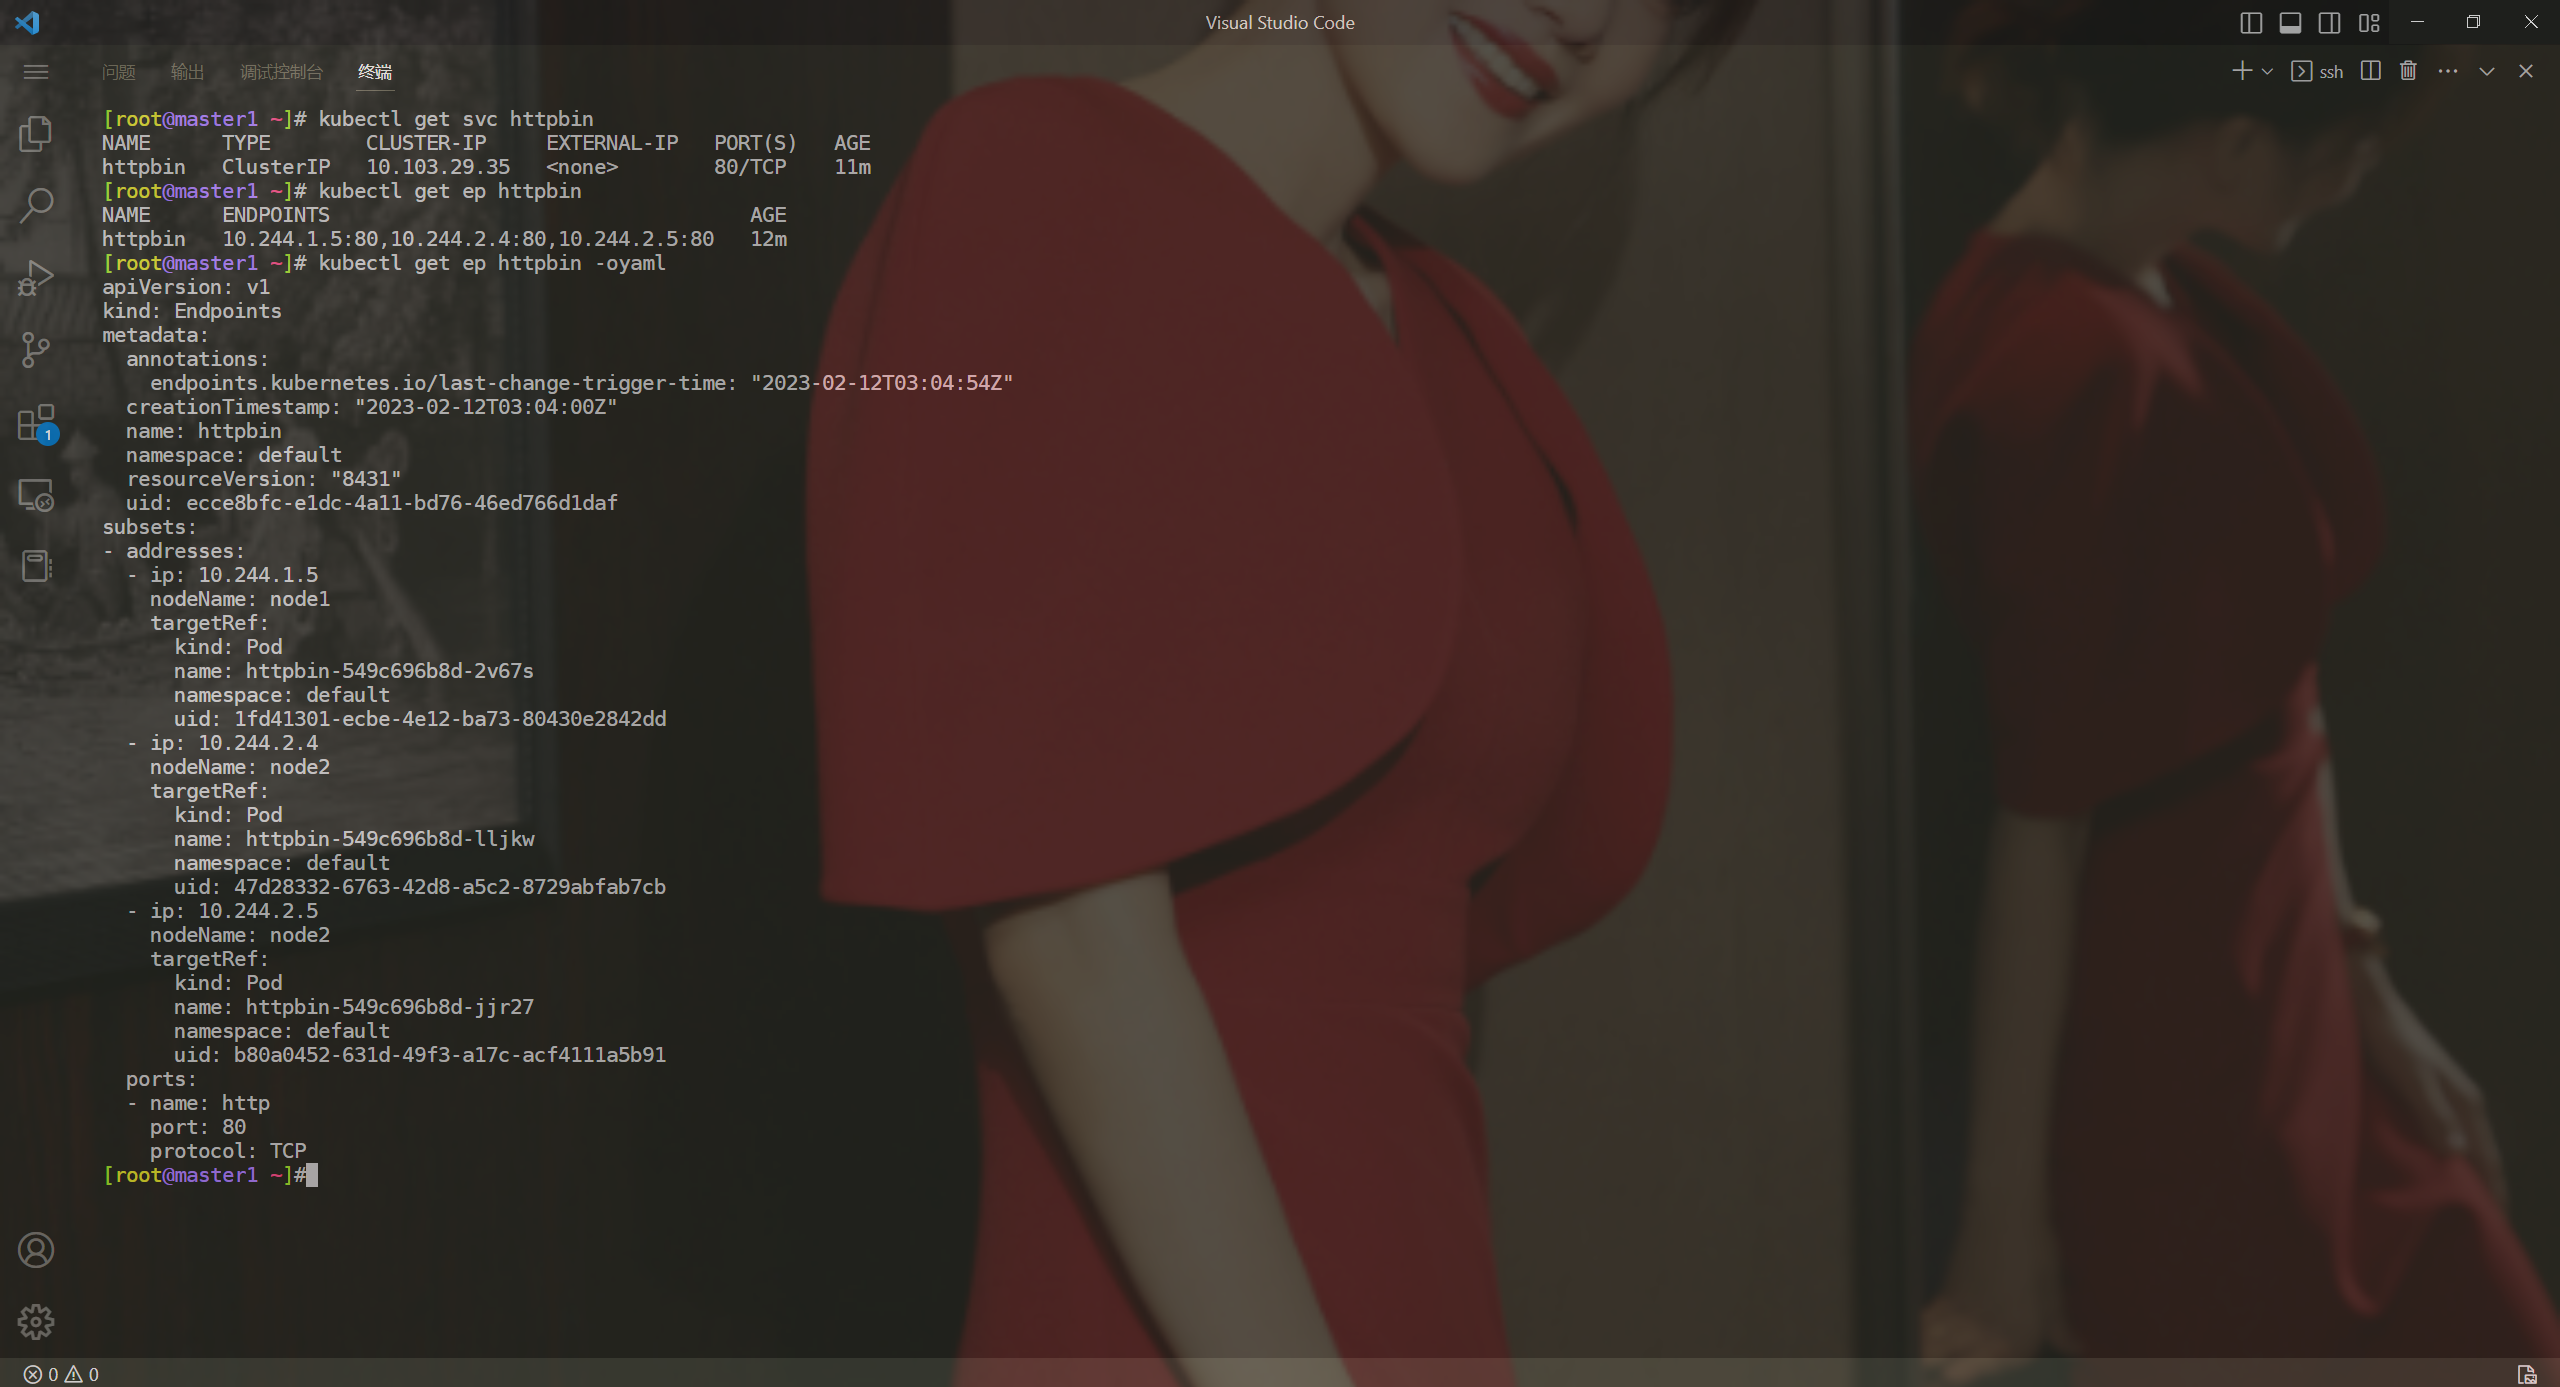 Visual Studio Code
问题 输出 调试控制台 终端
ssh
[root@master1 ~]# kubectl get svc httpbin
NAME      TYPE        CLUSTER-IP     EXTERNAL-IP   PORT(S)   AGE
httpbin   ClusterIP   10.103.29.35   <none>        80/TCP    11m
[root@master1 ~]# kubectl get ep httpbin
NAME      ENDPOINTS                                   AGE
httpbin   10.244.1.5:80,10.244.2.4:80,10.244.2.5:80   12m
[root@master1 ~]# kubectl get ep httpbin -oyaml
apiVersion: v1
kind: Endpoints
metadata:
  annotations:
    endpoints.kubernetes.io/last-change-trigger-time: "2023-02-12T03:04:54Z"
  creationTimestamp: "2023-02-12T03:04:00Z"
  name: httpbin
  namespace: default
  resourceVersion: "8431"
  uid: ecce8bfc-e1dc-4a11-bd76-46ed766d1daf
subsets:
- addresses:
  - ip: 10.244.1.5
    nodeName: node1
    targetRef:
      kind: Pod
      name: httpbin-549c696b8d-2v67s
      namespace: default
      uid: 1fd41301-ecbe-4e12-ba73-80430e2842dd
  - ip: 10.244.2.4
    nodeName: node2
    targetRef:
      kind: Pod
      name: httpbin-549c696b8d-lljkw
      namespace: default
      uid: 47d28332-6763-42d8-a5c2-8729abfab7cb
  - ip: 10.244.2.5
    nodeName: node2
    targetRef:
      kind: Pod
      name: httpbin-549c696b8d-jjr27
      namespace: default
      uid: b80a0452-631d-49f3-a17c-acf4111a5b91
  ports:
  - name: http
    port: 80
    protocol: TCP
[root@master1 ~]#
1
0 0